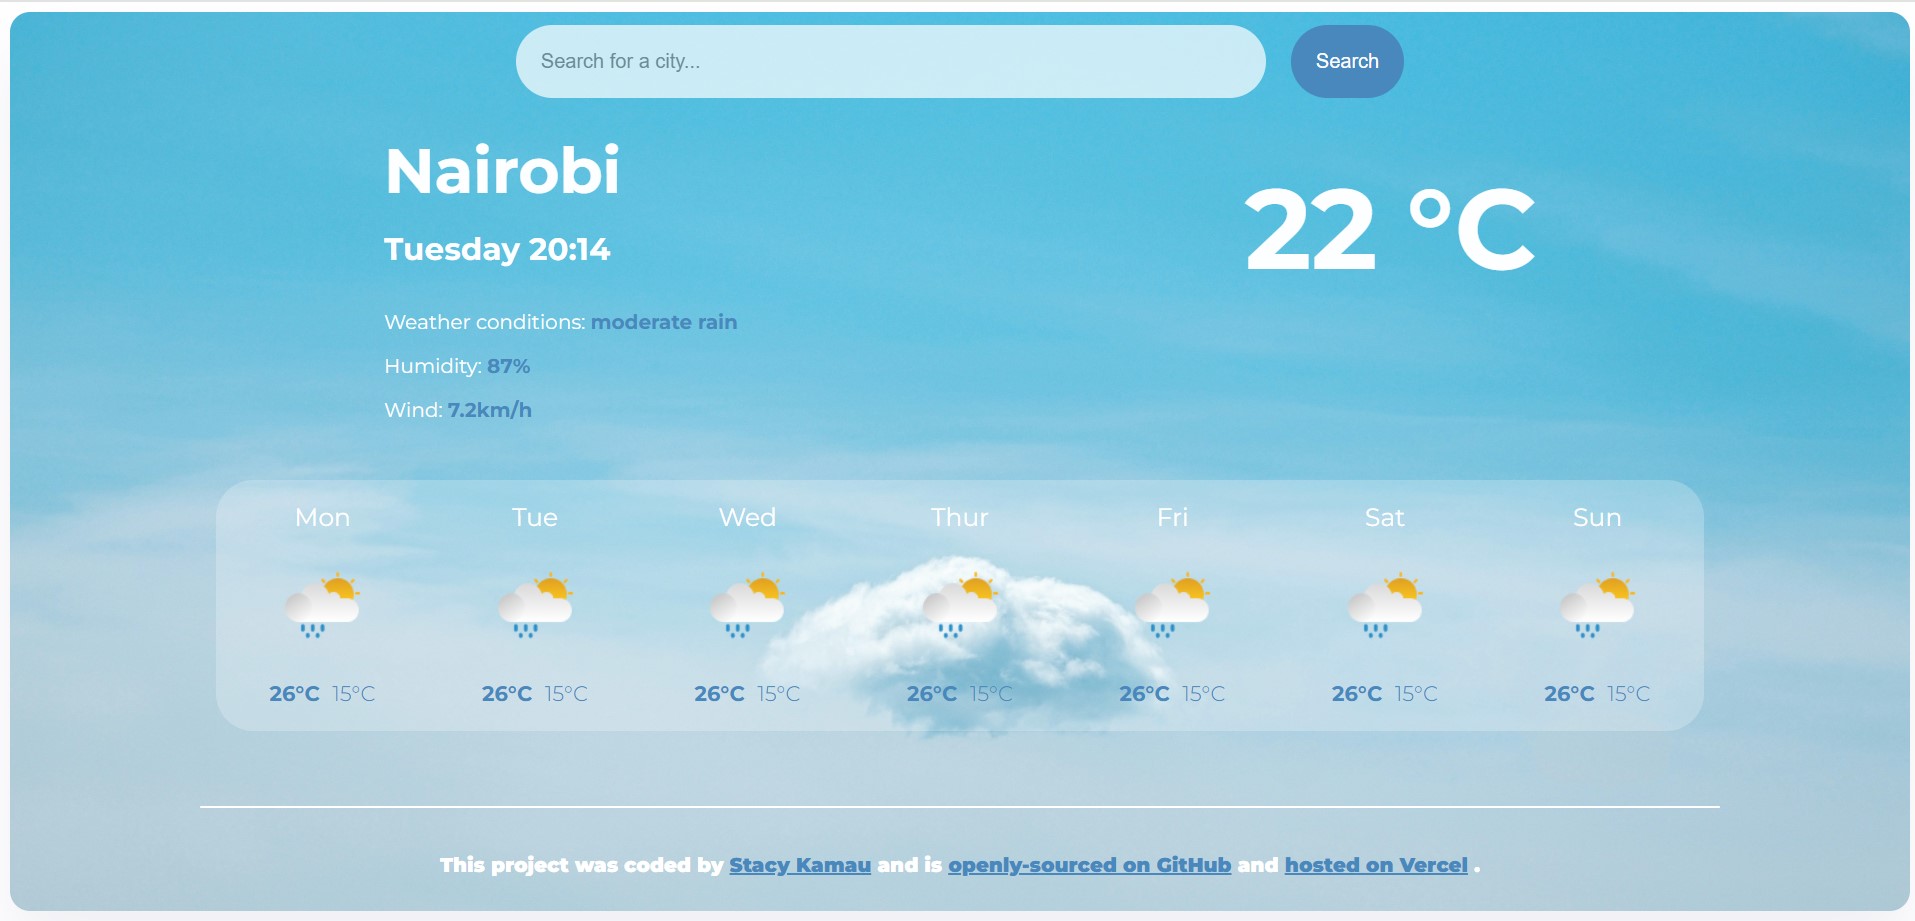 Search for a city...
Search
Nairobi
Tuesday 20:14
22 °C
Weather conditions: moderate rain
Humidity: 87%
Wind: 7.2km/h
Mon Tue Wed Thur Fri Sat Sun
26°C 15°C 26°C 15°C 26°C 15°C 26°C 15°C 26°C 15°C 26°C 15°C 26°C 15°C
This project was coded by Stacy Kamau and is openly-sourced on GitHub and hosted on Vercel .